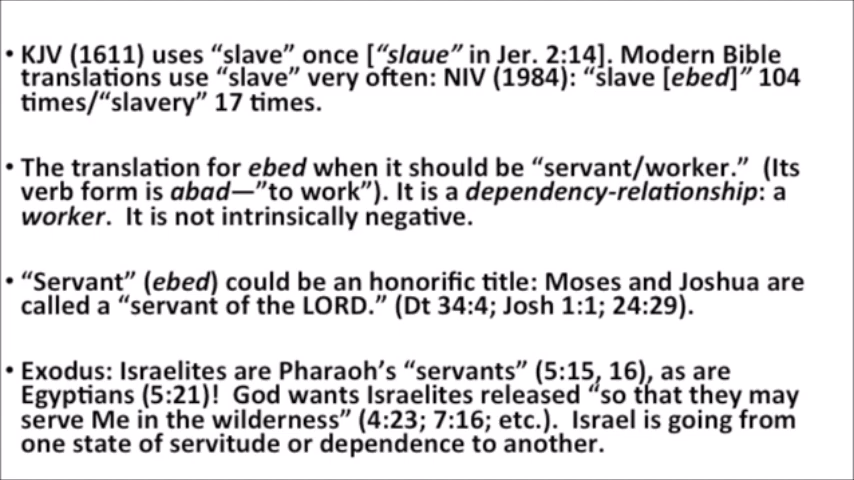 • KJV (1611) uses “slave” once [“slaue” in Jer. 2:14]. Modern Bible
translations use “slave” very often: NIV (1984): “slave [ebed]” 104
times/“slavery” 17 times.
• The translation for ebed when it should be “servant/worker.” (Its
verb form is abad—”to work”). It is a dependency-relationship: a
worker. It is not intrinsically negative.
• “Servant” (ebed) could be an honorific title: Moses and Joshua are
called a “servant of the LORD.” (Dt 34:4; Josh 1:1; 24:29).
• Exodus: Israelites are Pharaoh’s “servants” (5:15, 16), as are
Egyptians (5:21)! God wants Israelites released “so that they may
serve Me in the wilderness” (4:23; 7:16; etc.). Israel is going from
one state of servitude or dependence to another.